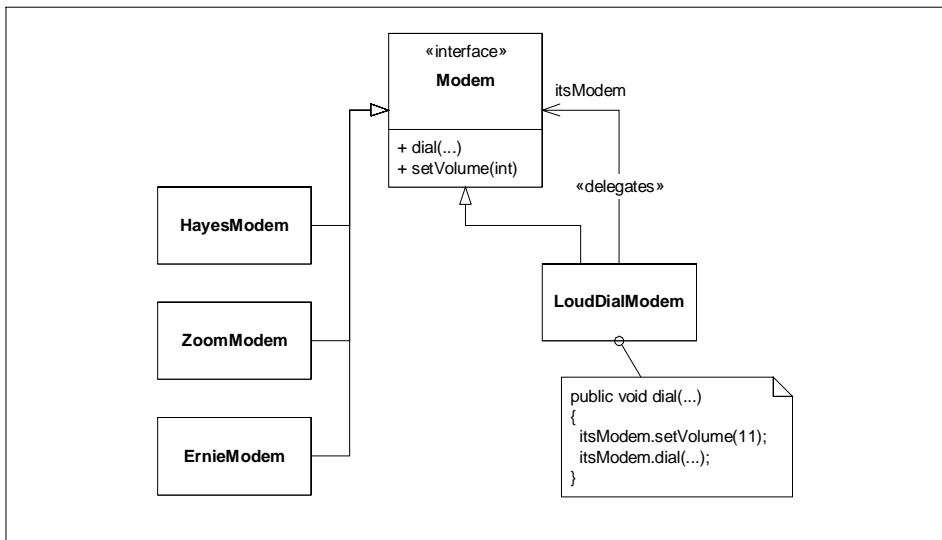 «interface»
Modem
itsModem
+ dial(...)
+ setVolume(int)
«delegates»
HayesModem
LoudDialModem
ZoomModem
public void dial(...)
{
itsModem.setVolume(11);
itsModem.dial(...);
}
ErnieModem